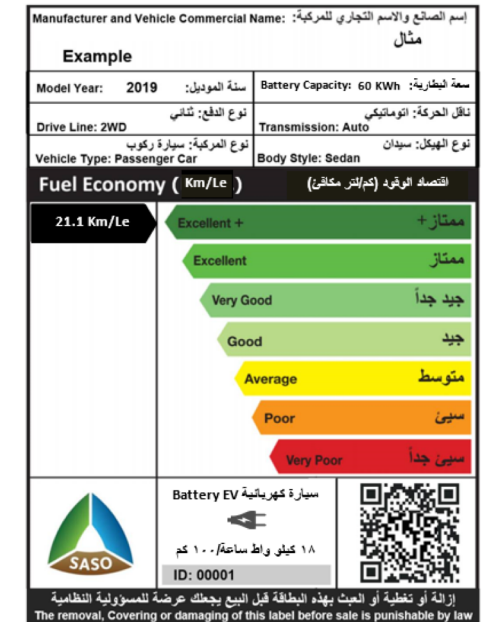 Manufacturer and Vehicle Commercial Name: إسم الصانع والاسم التجاري للمركبة:
Example مثال
Model Year: 2019 سنة الموديل:
Battery Capacity: 60 KWh سعة البطارية:
نوع الدفع: ثنائي
Drive Line: 2WD
ناقل الحركة: اتوماتيكي
Transmission: Auto
نوع المركبة: سيارة ركوب
Vehicle Type: Passenger Car
نوع الهيكل: سيدان
Body Style: Sedan
Fuel Economy ( Km/Le ) اقتصاد الوقود (كم/لتر مكافئ)
21.1 Km/Le
Excellent + ممتاز +
Excellent ممتاز
Very Good جيد جداً
Good جيد
Average متوسط
Poor سيئ
Very Poor سيئ جداً
SASO
Battery EV سيارة كهربائية
١٨ كيلو واط ساعة/١٠٠ كم
ID: 00001
إزالة أو تغطية أو العبث بهذه البطاقة قبل البيع يجعلك عرضة للمسؤولية النظامية
The removal, Covering or damaging of this label before sale is punishable by law